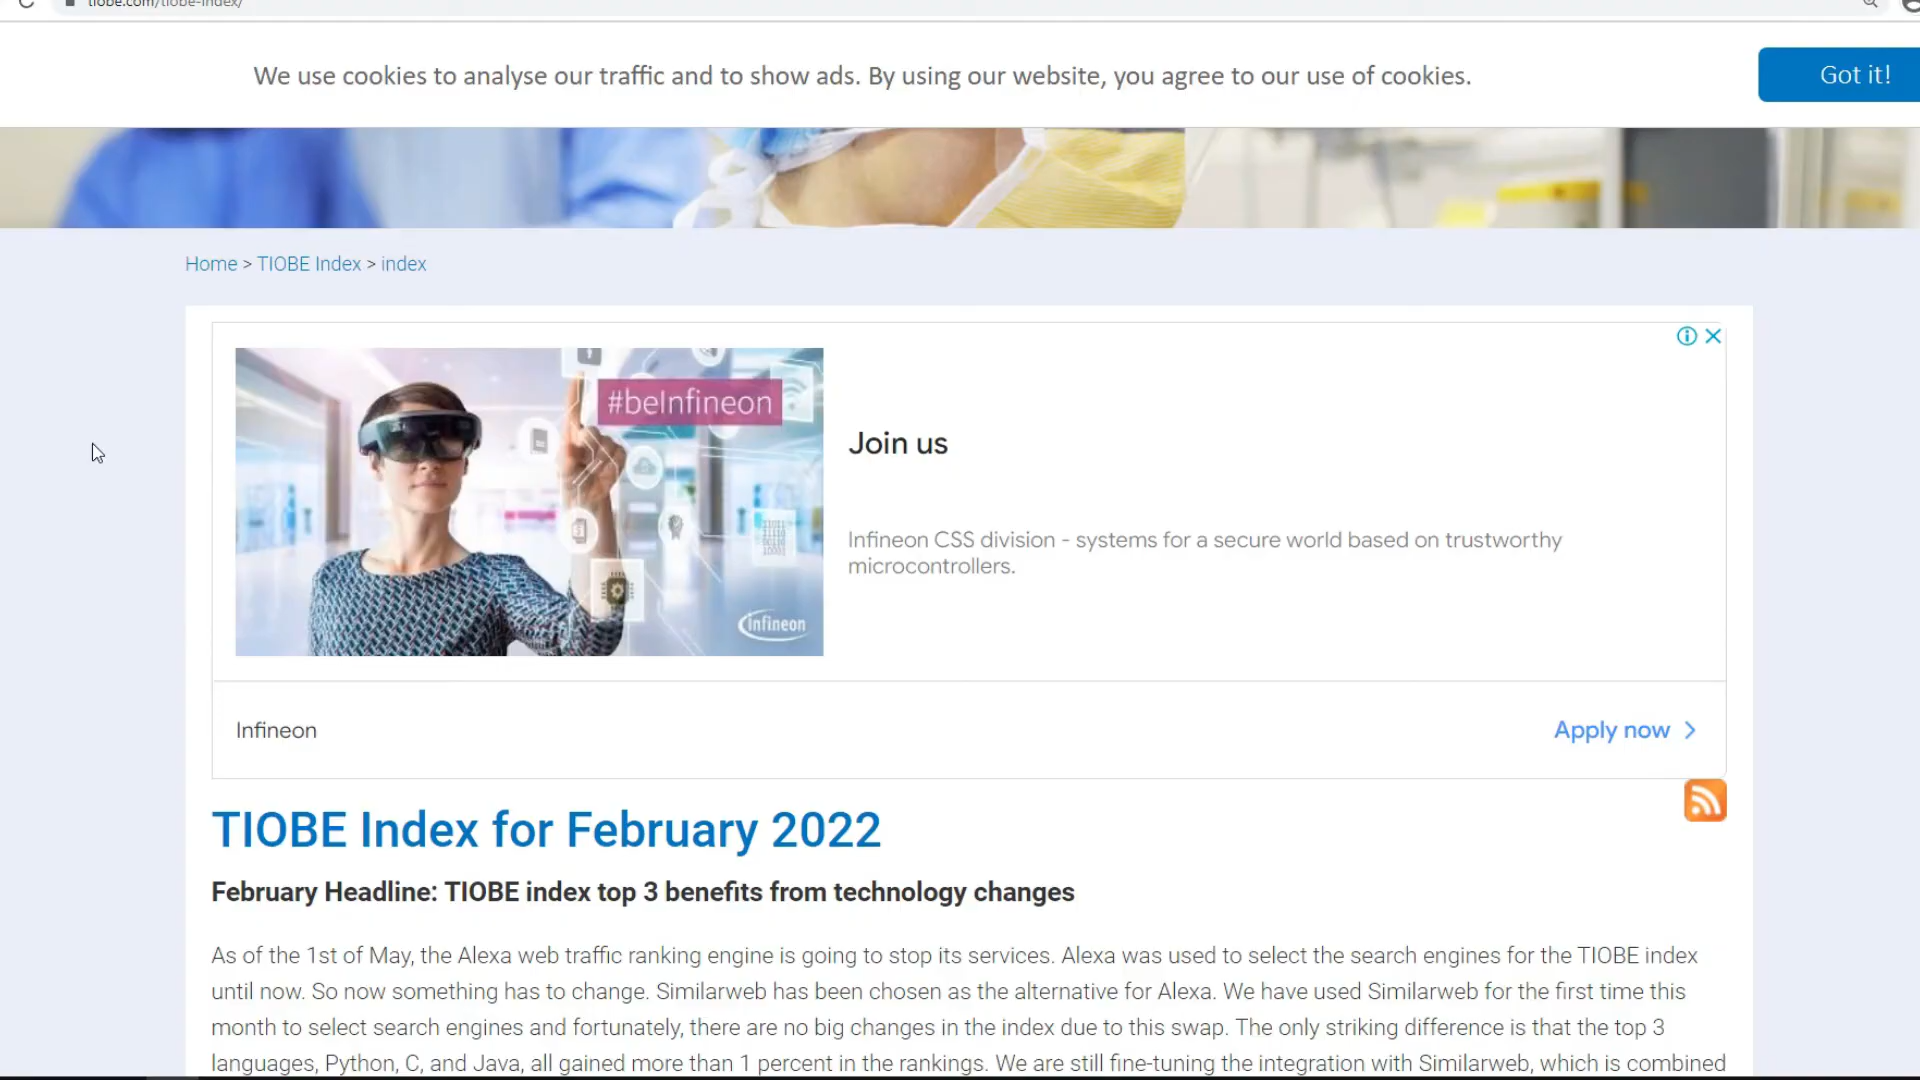 tiobe.com/tiobe-index/
We use cookies to analyse our traffic and to show ads. By using our website, you agree to our use of cookies.
Got it!
Home > TIOBE Index > index
#beInfineon
Join us
Infineon CSS division - systems for a secure world based on trustworthy
microcontrollers.
infineon
Infineon
Apply now
TIOBE Index for February 2022
February Headline: TIOBE index top 3 benefits from technology changes
As of the 1st of May, the Alexa web traffic ranking engine is going to stop its services. Alexa was used to select the search engines for the TIOBE index
until now. So now something has to change. Similarweb has been chosen as the alternative for Alexa. We have used Similarweb for the first time this
month to select search engines and fortunately, there are no big changes in the index due to this swap. The only striking difference is that the top 3
languages, Python, C, and Java, all gained more than 1 percent in the rankings. We are still fine-tuning the integration with Similarweb, which is combined